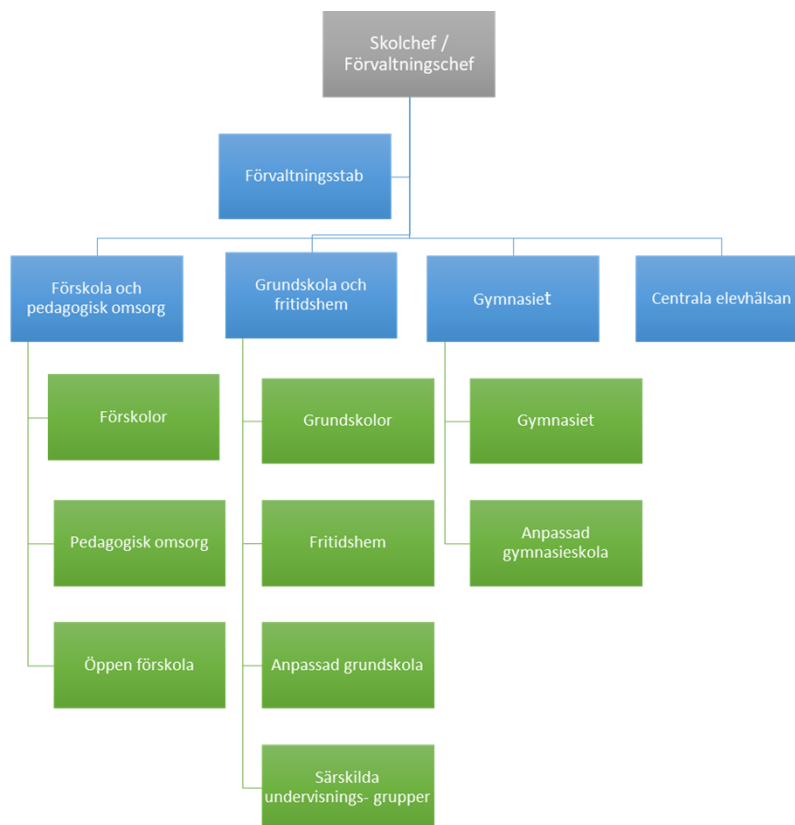 Skolchef /
Förvaltningschef
Förvaltningsstab
Förskola och
pedagogisk omsorg
Grundskola och
fritidshem
Gymnasiet
Centrala elevhälsan
Förskolor
Grundskolor
Gymnasiet
Pedagogisk omsorg
Fritidshem
Anpassad
gymnasieskola
Öppen förskola
Anpassad grundskola
Särskilda
undervisnings- grupper